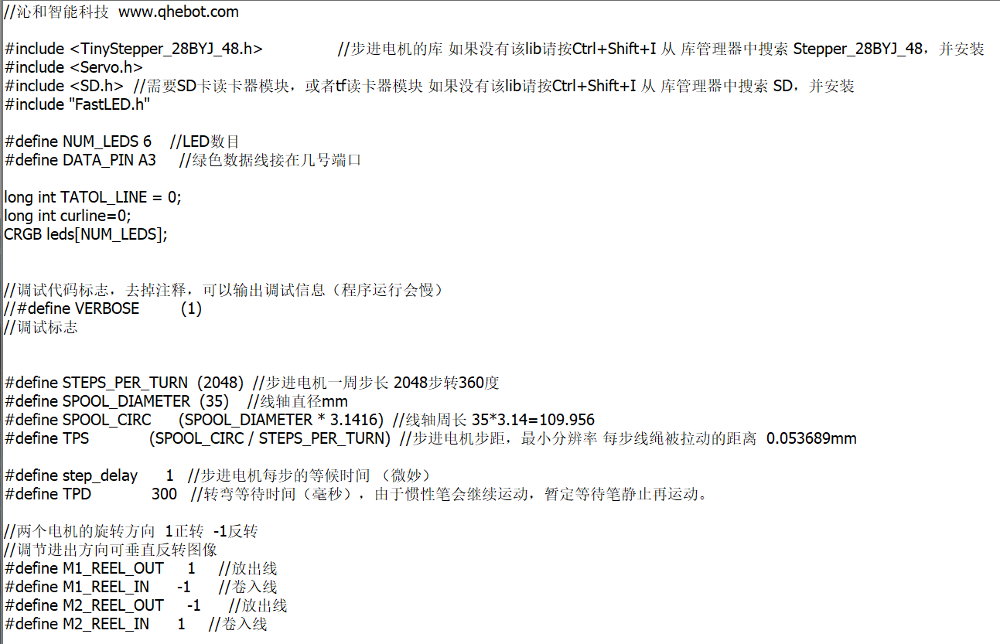 //沁和智能科技  www.qhebot.com
#include <TinyStepper_28BYJ_48.h>                //步进电机的库 如果没有该lib请按Ctrl+Shift+I 从 库管理器中搜索 Stepper_28BYJ_48，并安装
#include <Servo.h>
#include <SD.h>  //需要SD卡读卡器模块，或者tf读卡器模块 如果没有该lib请按Ctrl+Shift+I 从 库管理器中搜索 SD，并安装
#include "FastLED.h"
#define NUM_LEDS 6    //LED数目
#define DATA_PIN A3     //绿色数据线接在几号端口
long int TATOL_LINE = 0;
long int curline=0;
CRGB leds[NUM_LEDS];
//调试代码标志，去掉注释，可以输出调试信息（程序运行会慢）
//#define VERBOSE         (1)
//调试标志
#define STEPS_PER_TURN  (2048)  //步进电机一周步长 2048步转360度
#define SPOOL_DIAMETER  (35)    //线轴直径mm
#define SPOOL_CIRC      (SPOOL_DIAMETER * 3.1416)  //线轴周长 35*3.14=109.956
#define TPS             (SPOOL_CIRC / STEPS_PER_TURN)  //步进电机步距，最小分辨率 每步线绳被拉动的距离  0.053689mm
#define step_delay      1   //步进电机每步的等候时间 （微妙）
#define TPD             300   //转弯等待时间（毫秒），由于惯性笔会继续运动，暂定等待笔静止再运动。
//两个电机的旋转方向  1正转  -1反转
//调节进出方向可垂直反转图像
#define M1_REEL_OUT     1     //放出线
#define M1_REEL_IN      -1     //卷入线
#define M2_REEL_OUT     -1      //放出线
#define M2_REEL_IN      1     //卷入线